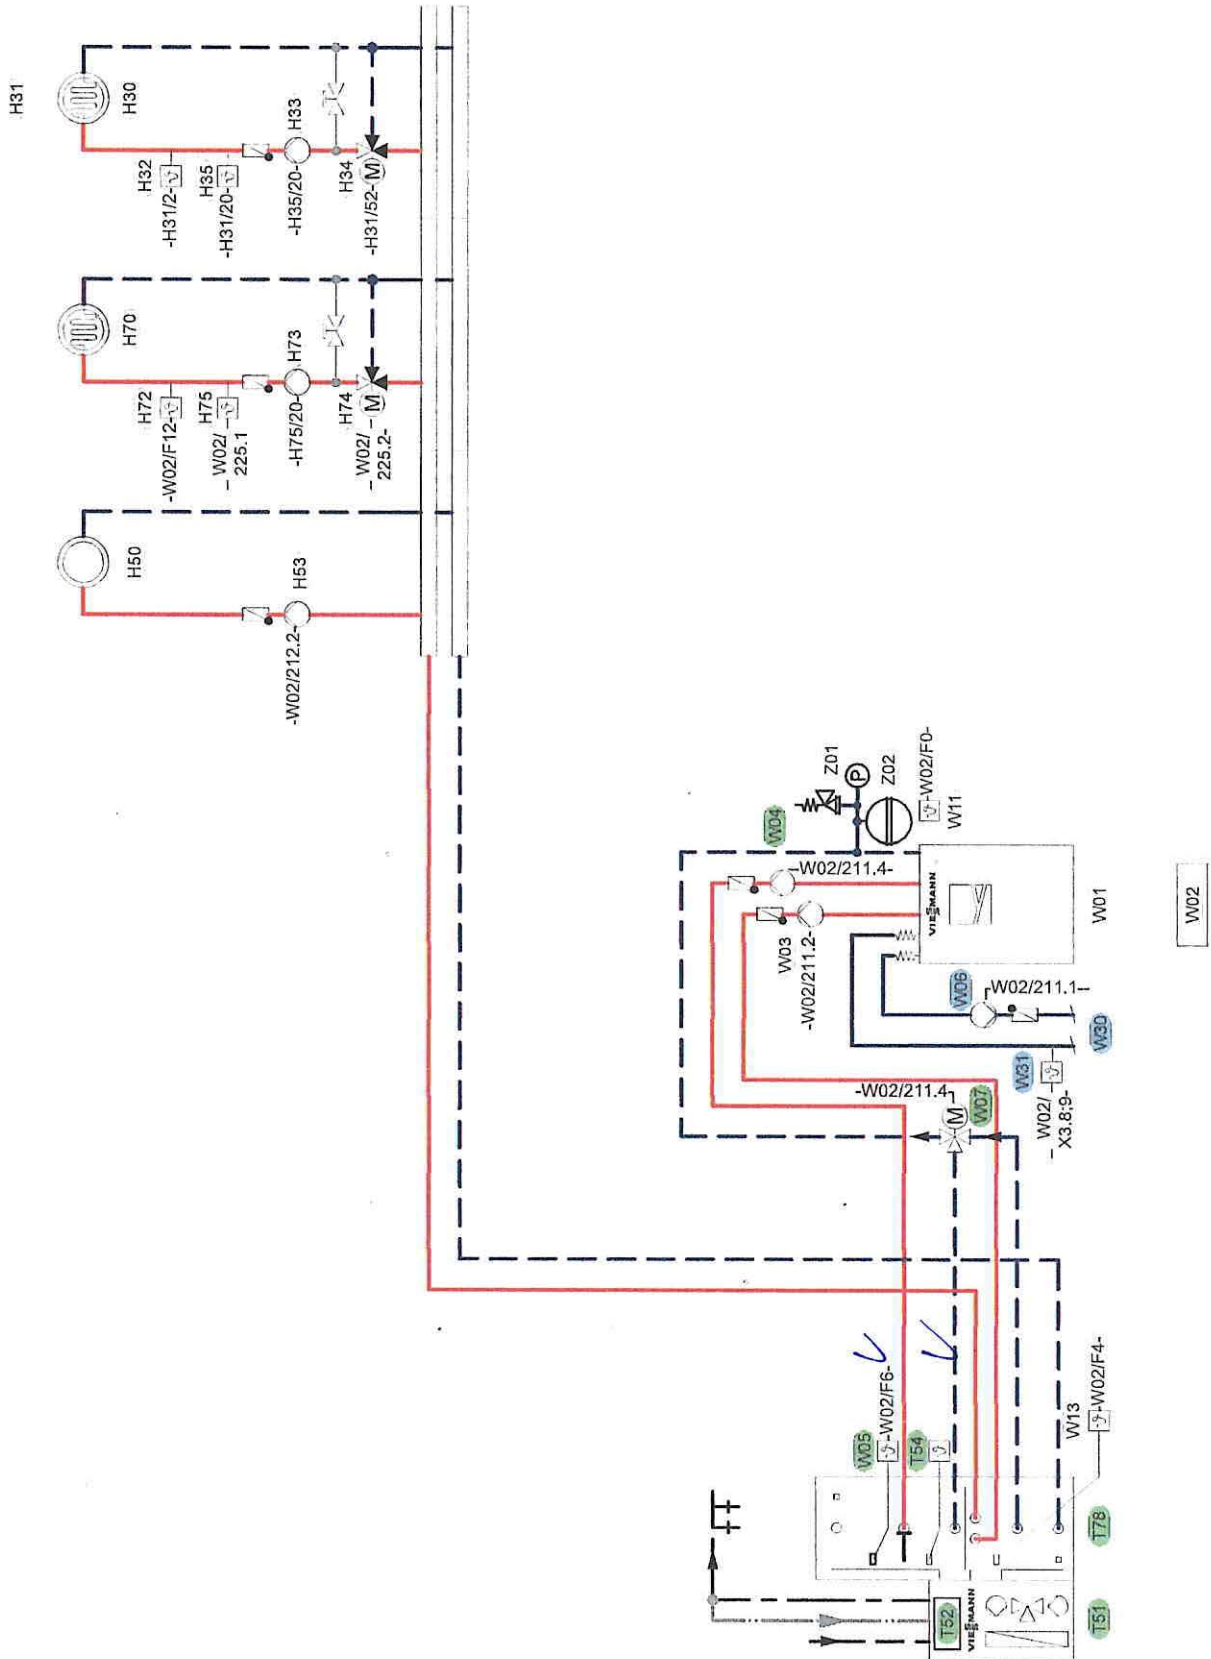 H31
H30
H32
-H31/2-
H35
-H31/20-
H33
-H35/20-
H34
-H31/52-
M
H70
H72
-W02/F12-
H75
W02/
225.1
H73
-H75/20-
H74
W02/
225.2-
M
H50
H53
-W02/212.2-
Z01
P
Z02
-W02/F0-
W11
W04
-W02/211.4-
W03
-W02/211.2-
VIESMANN
W01
W02
W06
-W02/211.1-
W30
W31
W02/
X3.8;9-
-W02/211.4-
M
W07
W05
-W02/F6-
T54
W13
-W02/F4-
T78
T52
VIESMANN
T51